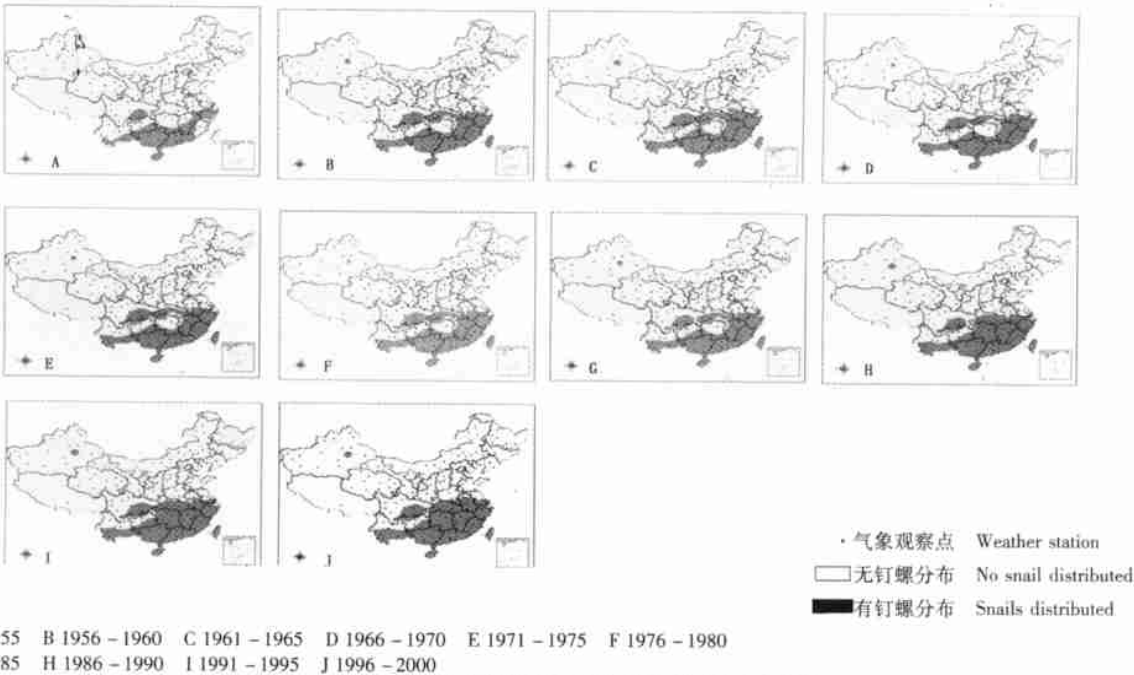 A
B
C
D
E
F
G
H
I
J
· 气象观察点 Weather station
无钉螺分布 No snail distributed
有钉螺分布 Snails distributed
55 B 1956 – 1960 C 1961 – 1965 D 1966 – 1970 E 1971 – 1975 F 1976 – 1980
85 H 1986 – 1990 I 1991 – 1995 J 1996 – 2000